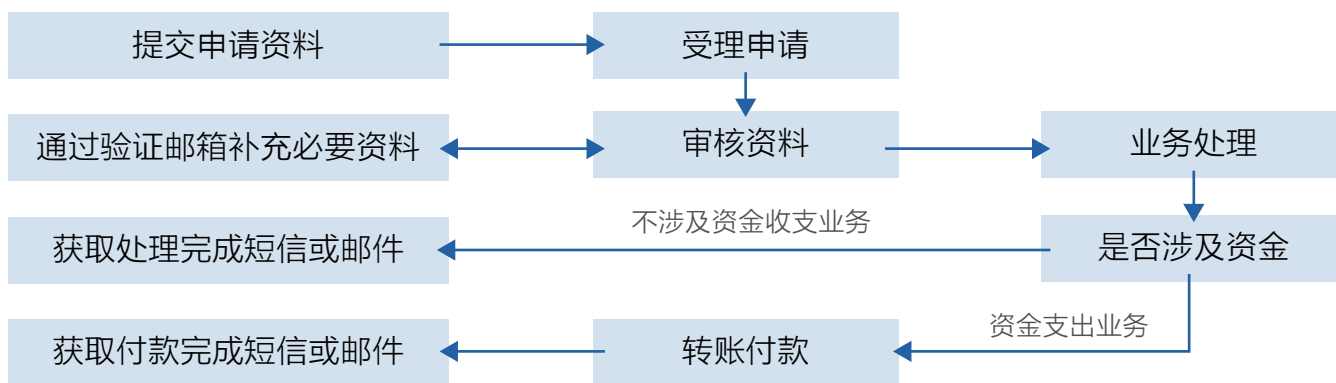 提交申请资料
受理申请
通过验证邮箱补充必要资料
审核资料
业务处理
不涉及资金收支业务
获取处理完成短信或邮件
是否涉及资金
资金支出业务
获取付款完成短信或邮件
转账付款